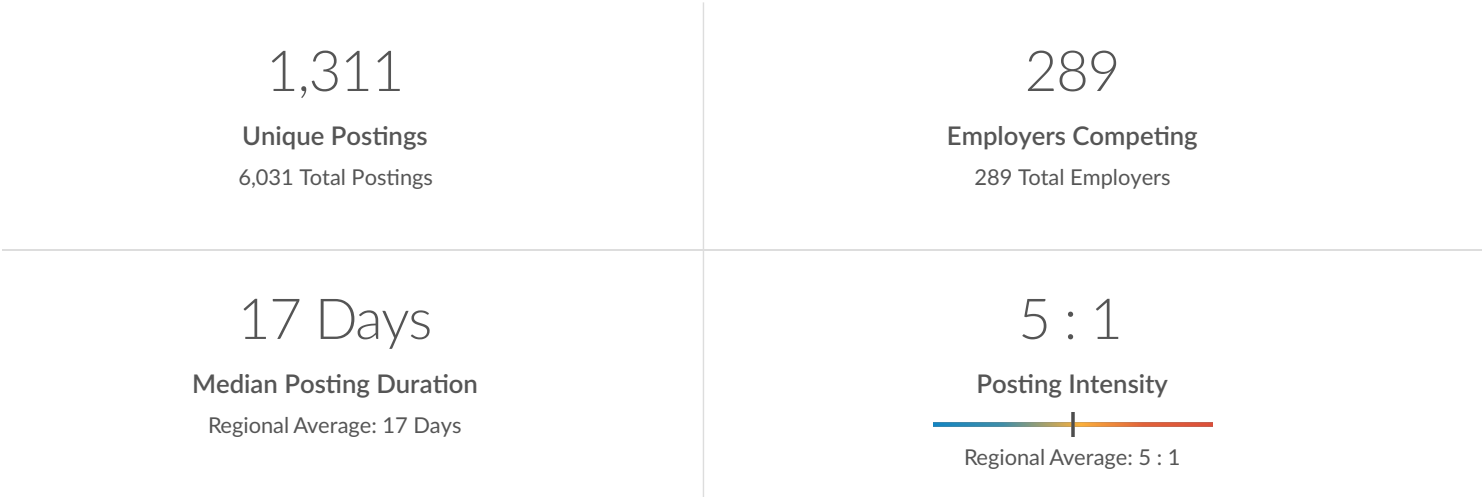 1,311
Unique Postings
6,031 Total Postings
289
Employers Competing
289 Total Employers
17 Days
Median Posting Duration
Regional Average: 17 Days
5 : 1
Posting Intensity
Regional Average: 5 : 1